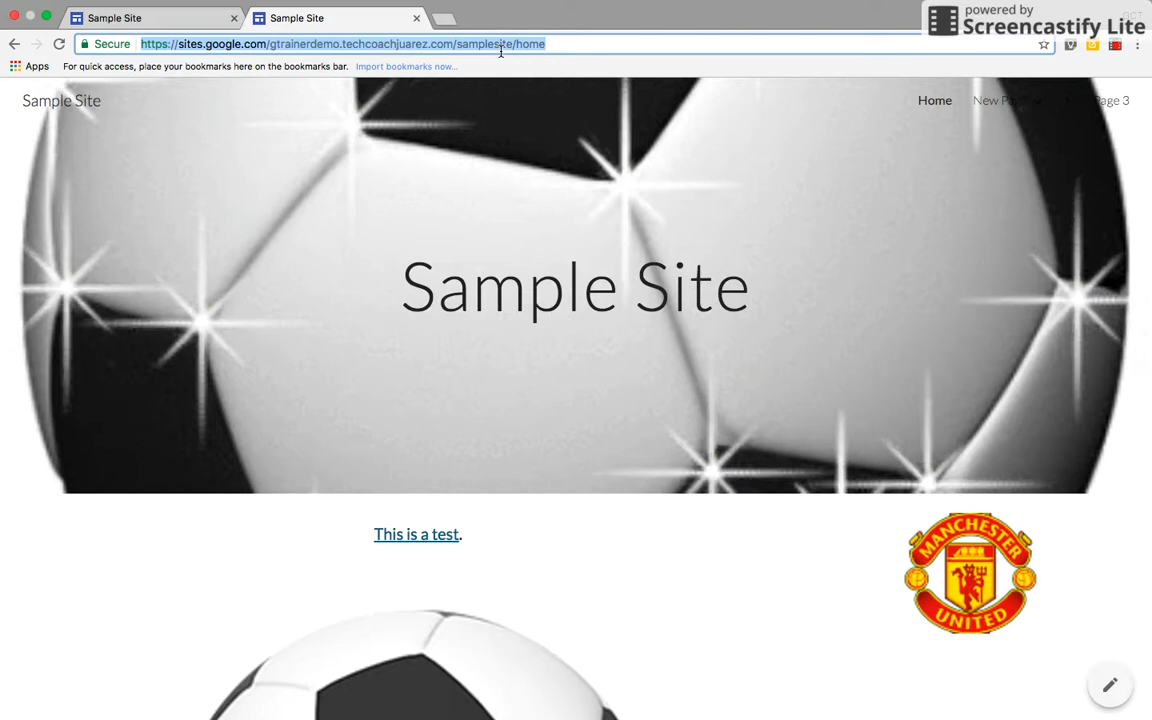 Sample Site
Sample Site
powered by
Screencastify Lite
Secure
https://sites.google.com/gtrainerdemo.techcoachjuarez.com/samplesite/home
Apps
For quick access, place your bookmarks here on the bookmarks bar.
Import bookmarks now...
Sample Site
Home
New
Page 3
Sample Site
This is a test.
MANCHESTER
UNITED